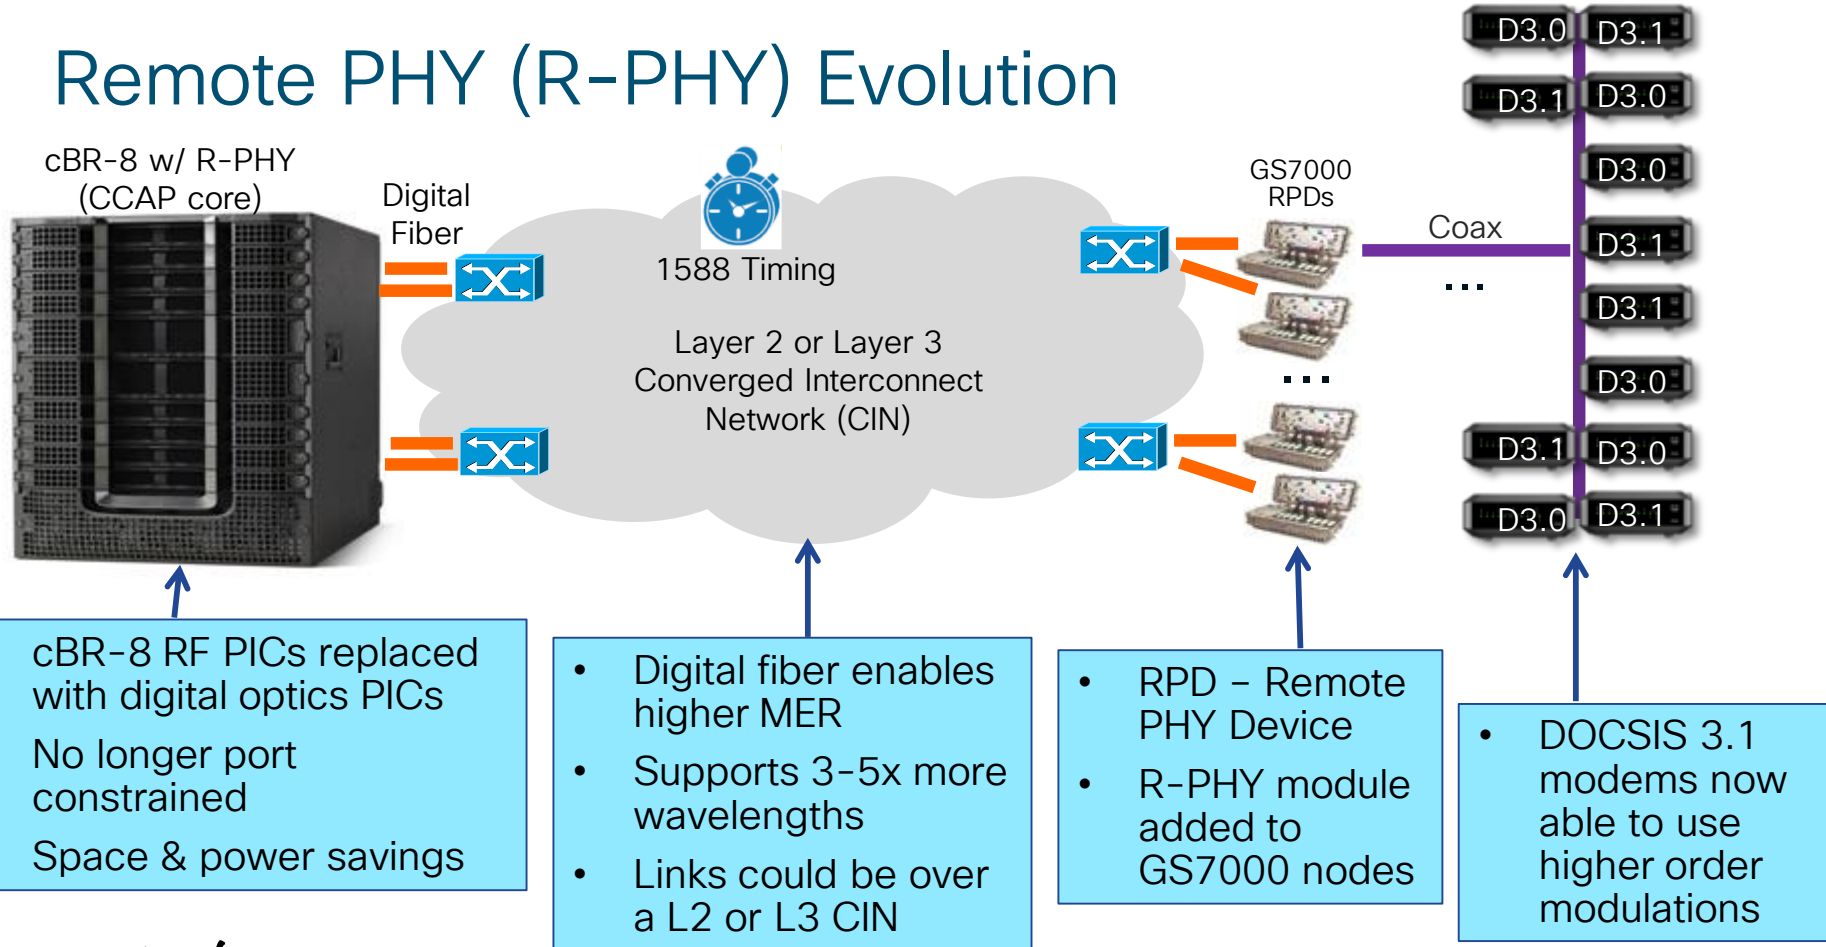 Remote PHY (R-PHY) Evolution
cBR-8 w/ R-PHY
(CCAP core)
Digital
Fiber
1588 Timing
Layer 2 or Layer 3
Converged Interconnect
Network (CIN)
GS7000
RPDs
Coax
...
...
D3.0 D3.1
D3.1 D3.0
D3.0
D3.1
D3.1
D3.0
D3.1 D3.0
D3.0 D3.1
cBR-8 RF PICs replaced
with digital optics PICs
No longer port
constrained
Space & power savings
• Digital fiber enables
higher MER
• Supports 3-5x more
wavelengths
• Links could be over
a L2 or L3 CIN
• RPD – Remote
PHY Device
• R-PHY module
added to
GS7000 nodes
• DOCSIS 3.1
modems now
able to use
higher order
modulations